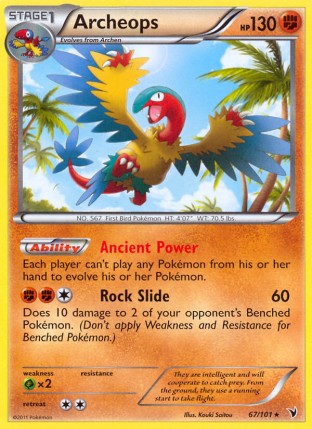 STAGE1 Archeops HP130
Evolves from Archen
NO. 567 First Bird Pokémon HT: 4'07" WT: 70.5 lbs.
Ability Ancient Power
Each player can't play any Pokémon from his or her
hand to evolve his or her Pokémon.
Rock Slide 60
Does 10 damage to 2 of your opponent's Benched
Pokémon. (Don't apply Weakness and Resistance for
Benched Pokémon.)
weakness resistance
×2
retreat
They are intelligent and will
cooperate to catch prey. From
the ground, they use a running
start to take flight.
©2011 Pokémon
Illus. Kouki Saitou
67/101 ★